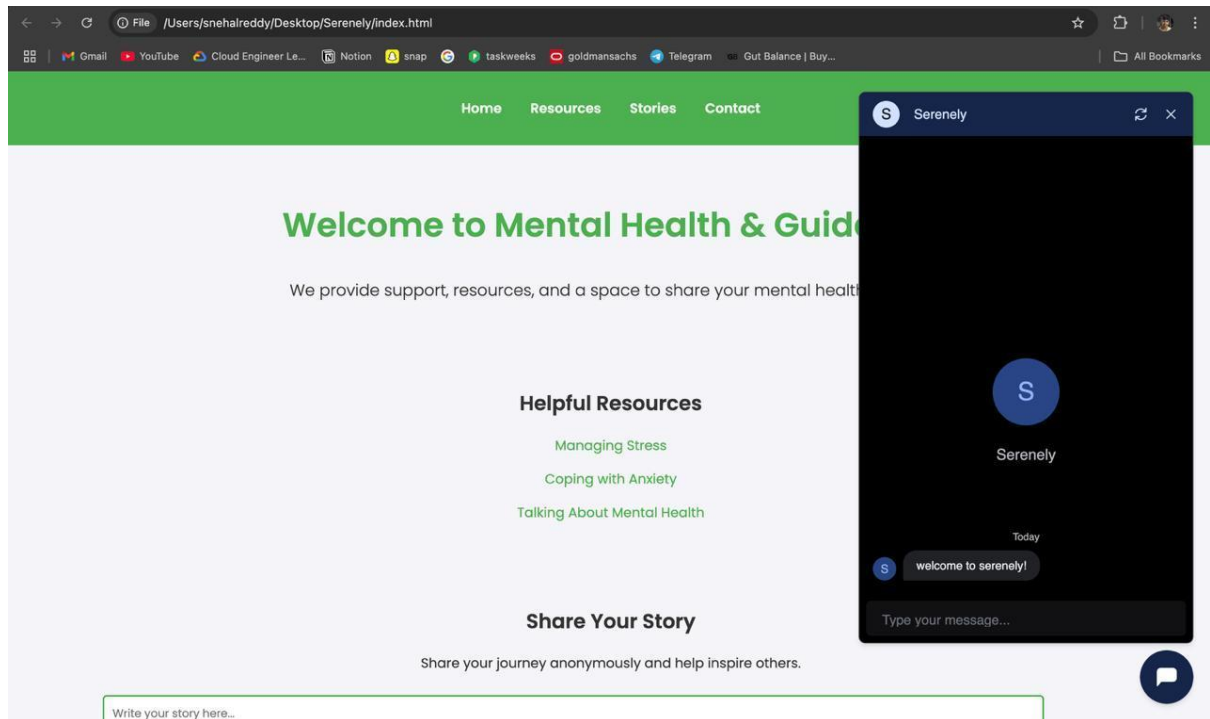 File /Users/snehalreddy/Desktop/Serenely/index.html
Gmail YouTube Cloud Engineer Le... Notion snap taskweeks goldmansachs Telegram Gut Balance | Buy... All Bookmarks
Home Resources Stories Contact
S Serenely
Welcome to Mental Health & Guid
We provide support, resources, and a space to share your mental healt
Helpful Resources
Managing Stress
Coping with Anxiety
Talking About Mental Health
Share Your Story
Share your journey anonymously and help inspire others.
Write your story here...
S
Serenely
Today
S welcome to serenely!
Type your message...